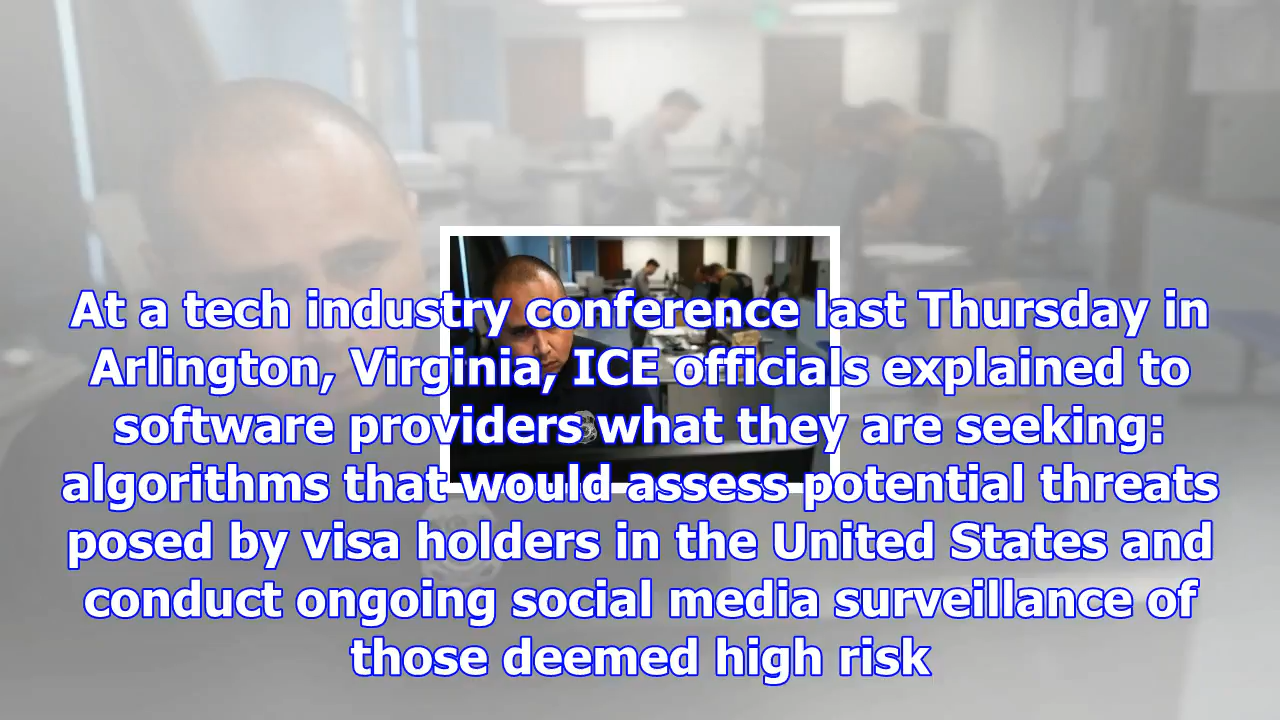 At a tech industry conference last Thursday in
Arlington, Virginia, ICE officials explained to
software providers what they are seeking:
algorithms that would assess potential threats
posed by visa holders in the United States and
conduct ongoing social media surveillance of
those deemed high risk